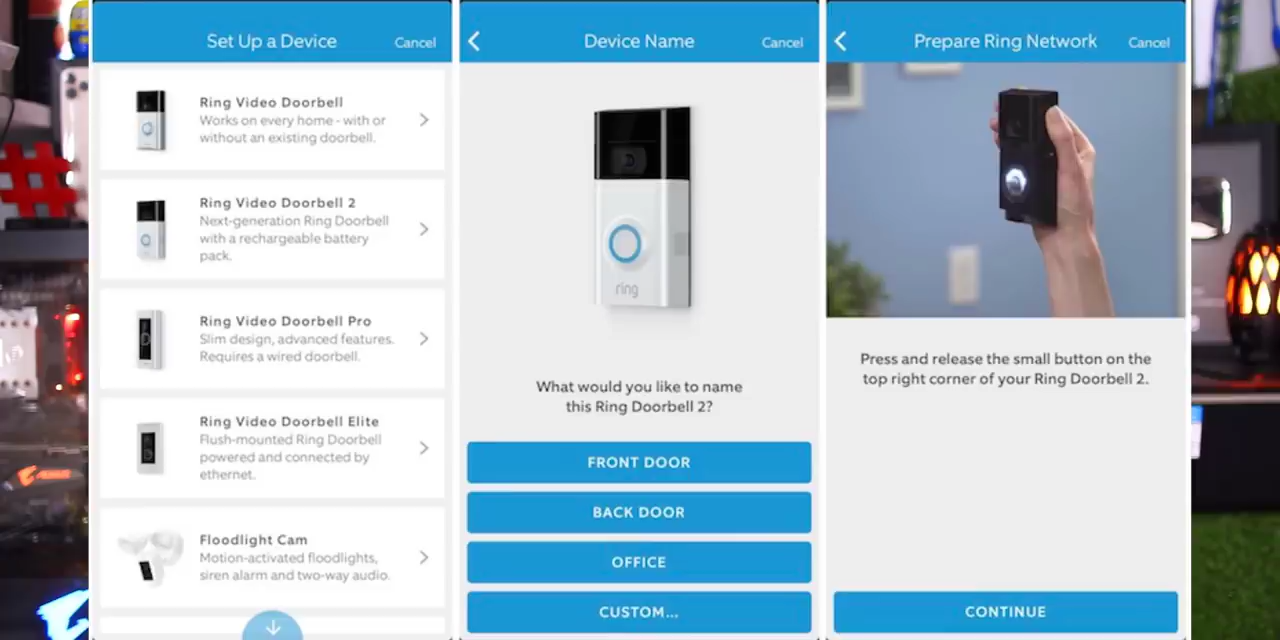 Set Up a Device
Cancel
Ring Video Doorbell
Works on every home - with or
without an existing doorbell.
Ring Video Doorbell 2
Next-generation Ring Doorbell
with a rechargeable battery
pack.
Ring Video Doorbell Pro
Slim design, advanced features.
Requires a wired doorbell.
Ring Video Doorbell Elite
Flush-mounted Ring Doorbell
powered and connected by
ethernet.
Floodlight Cam
Motion-activated floodlights,
siren alarm and two-way audio.
Device Name
Cancel
ring
What would you like to name
this Ring Doorbell 2?
FRONT DOOR
BACK DOOR
OFFICE
CUSTOM...
Prepare Ring Network
Cancel
Press and release the small button on the
top right corner of your Ring Doorbell 2.
CONTINUE